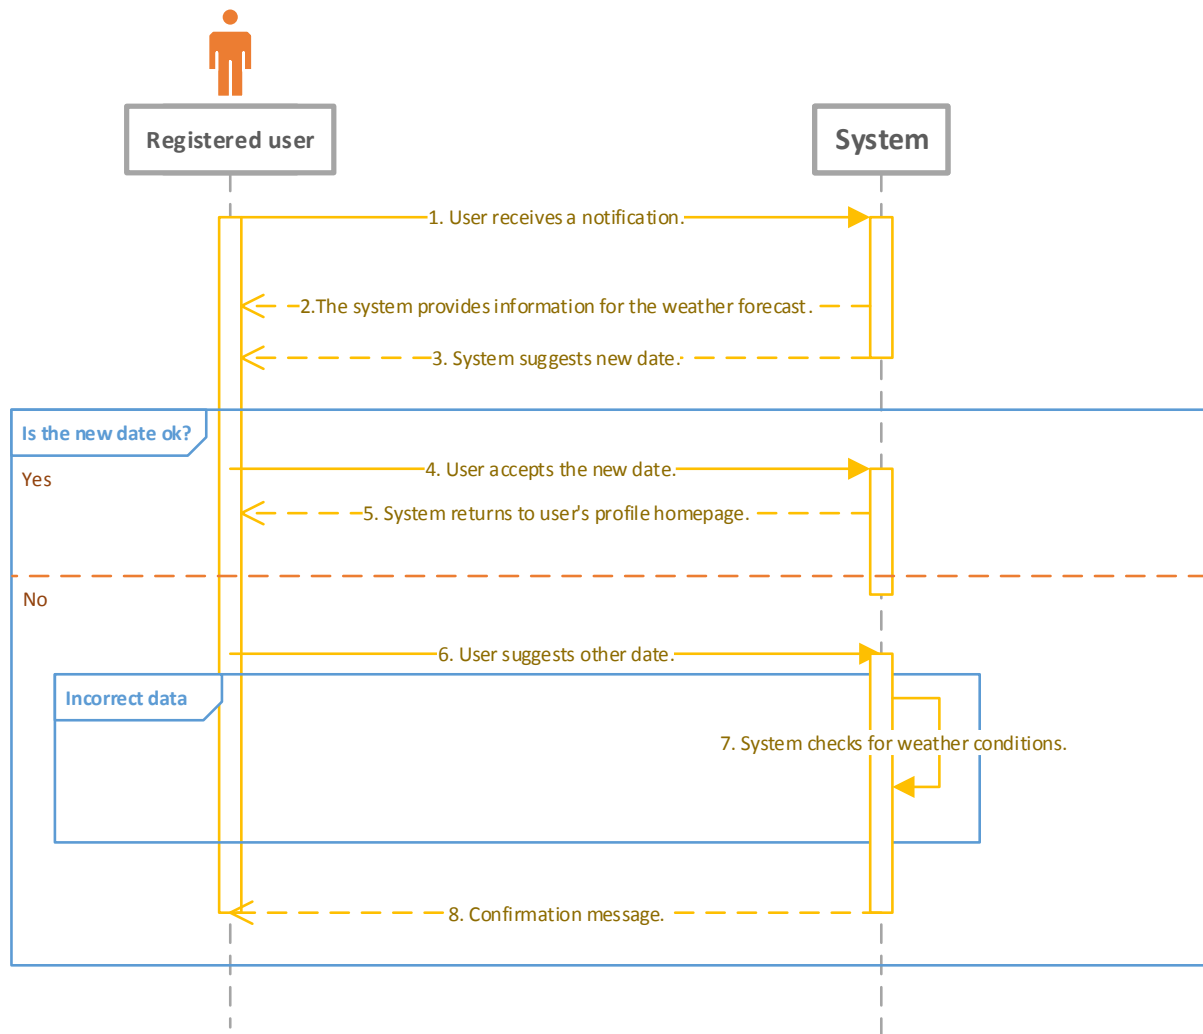 Registered user
System
1. User receives a notification.
2.The system provides information for the weather forecast.
3. System suggests new date.
Is the new date ok?
Yes
4. User accepts the new date.
5. System returns to user's profile homepage.
No
6. User suggests other date.
Incorrect data
7. System checks for weather conditions.
8. Confirmation message.